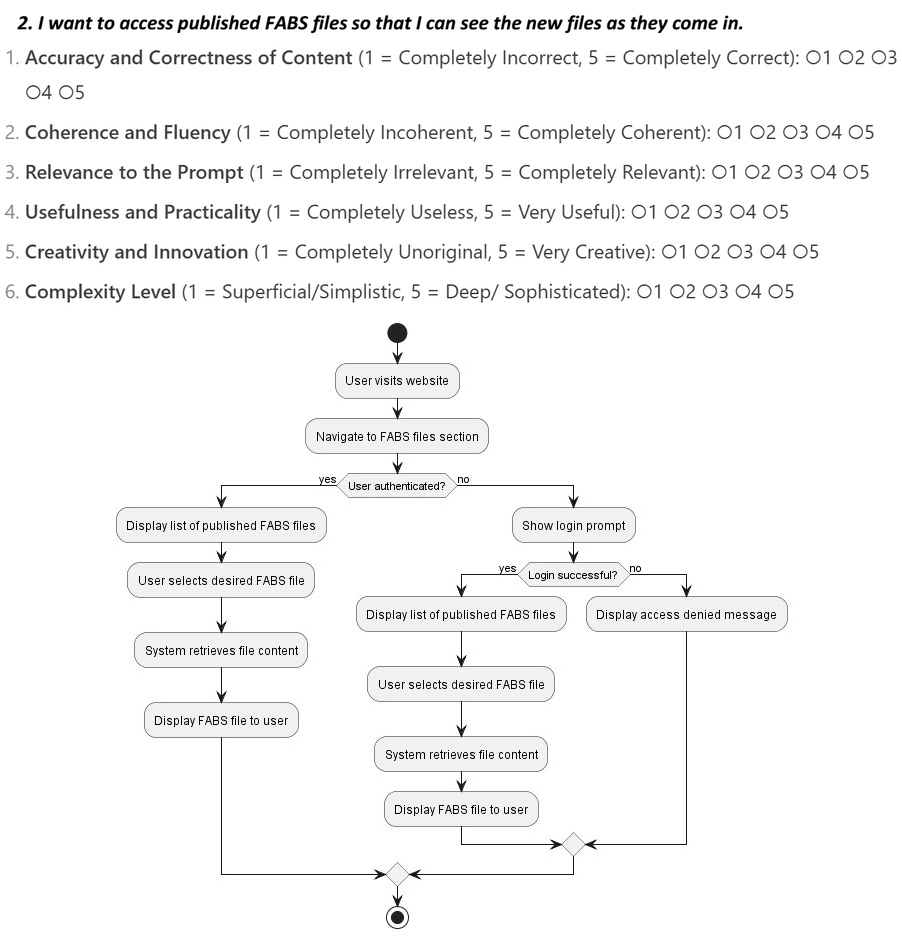 2. I want to access published FABS files so that I can see the new files as they come in.
1. Accuracy and Correctness of Content (1 = Completely Incorrect, 5 = Completely Correct): O1 O2 O3
O4 O5
2. Coherence and Fluency (1 = Completely Incoherent, 5 = Completely Coherent): O1 O2 O3 O4 O5
3. Relevance to the Prompt (1 = Completely Irrelevant, 5 = Completely Relevant): O1 O2 O3 O4 O5
4. Usefulness and Practicality (1 = Completely Useless, 5 = Very Useful): O1 O2 O3 O4 O5
5. Creativity and Innovation (1 = Completely Unoriginal, 5 = Very Creative): O1 O2 O3 O4 O5
6. Complexity Level (1 = Superficial/Simplistic, 5 = Deep/ Sophisticated): O1 O2 O3 O4 O5
User visits website
Navigate to FABS files section
User authenticated?
yes
no
Display list of published FABS files
User selects desired FABS file
System retrieves file content
Display FABS file to user
Show login prompt
Login successful?
yes
no
Display list of published FABS files
User selects desired FABS file
System retrieves file content
Display FABS file to user
Display access denied message